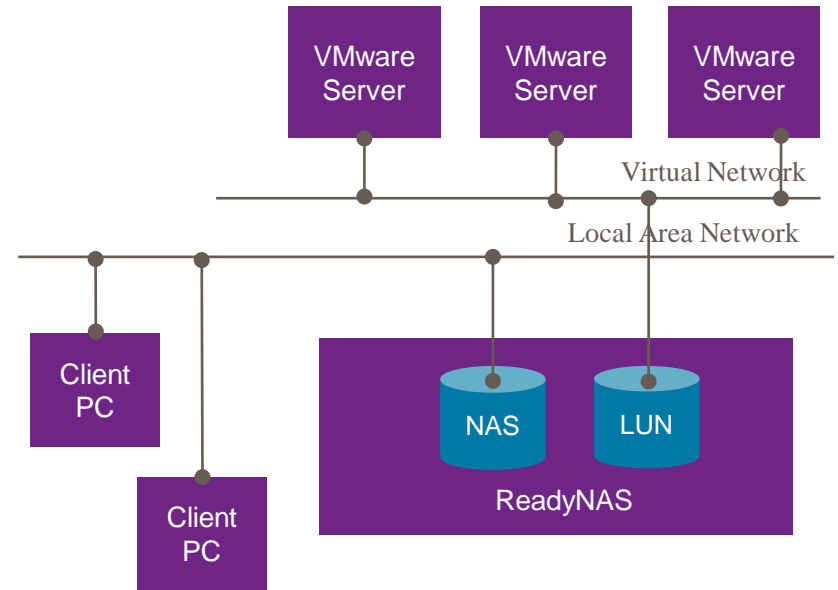 VMware
Server
VMware
Server
VMware
Server
Virtual Network
Local Area Network
Client
PC
NAS
LUN
ReadyNAS
Client
PC